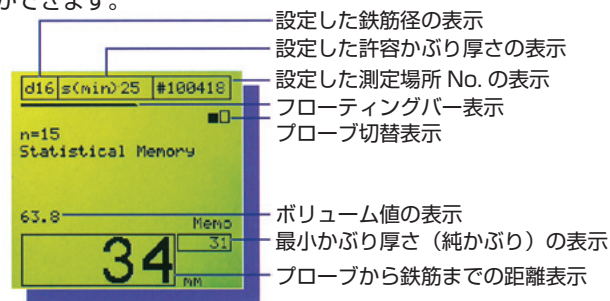 ができます。
設定した鉄筋径の表示
設定した許容かぶり厚さの表示
設定した測定場所 No. の表示
フローティングバー表示
プローブ切替表示
d16 s(min) 25 #100418
n=15
Statistical Memory
63.8
Memo
31
34
MM
ボリューム値の表示
最小かぶり厚さ（純かぶり）の表示
プローブから鉄筋までの距離表示